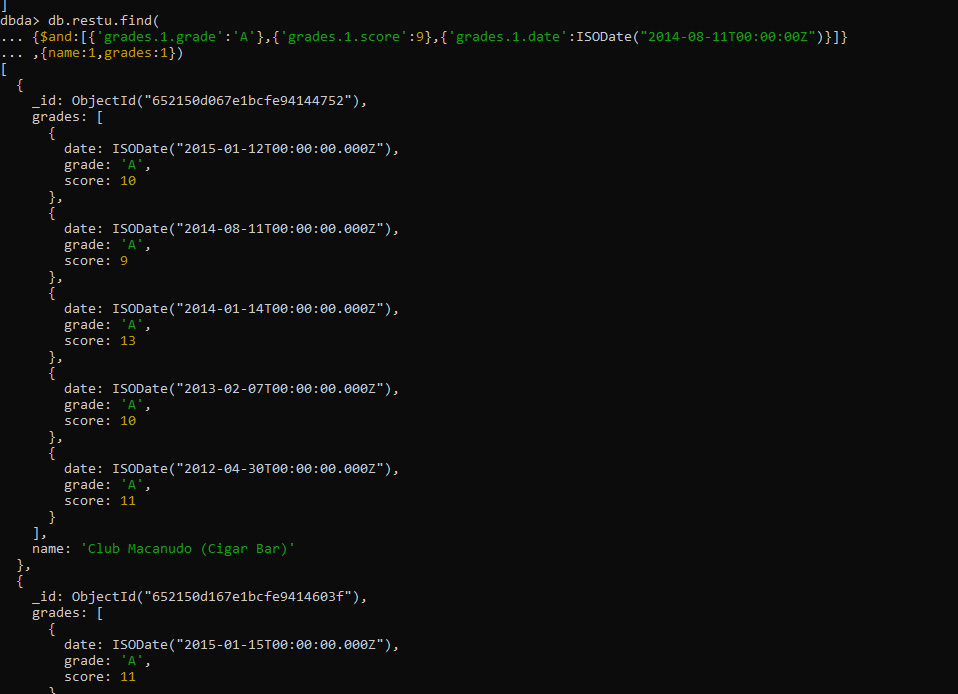 ]
dbda> db.restu.find(
... {$and:[{'grades.1.grade':'A'},{'grades.1.score':9},{'grades.1.date':ISODate("2014-08-11T00:00:00Z")}]}
... ,{name:1,grades:1})
[
  {
    _id: ObjectId("652150d067e1bcfe94144752"),
    grades: [
      {
        date: ISODate("2015-01-12T00:00:00.000Z"),
        grade: 'A',
        score: 10
      },
      {
        date: ISODate("2014-08-11T00:00:00.000Z"),
        grade: 'A',
        score: 9
      },
      {
        date: ISODate("2014-01-14T00:00:00.000Z"),
        grade: 'A',
        score: 13
      },
      {
        date: ISODate("2013-02-07T00:00:00.000Z"),
        grade: 'A',
        score: 10
      },
      {
        date: ISODate("2012-04-30T00:00:00.000Z"),
        grade: 'A',
        score: 11
      }
    ],
    name: 'Club Macanudo (Cigar Bar)'
  },
  {
    _id: ObjectId("652150d167e1bcfe9414603f"),
    grades: [
      {
        date: ISODate("2015-01-15T00:00:00.000Z"),
        grade: 'A',
        score: 11
      }